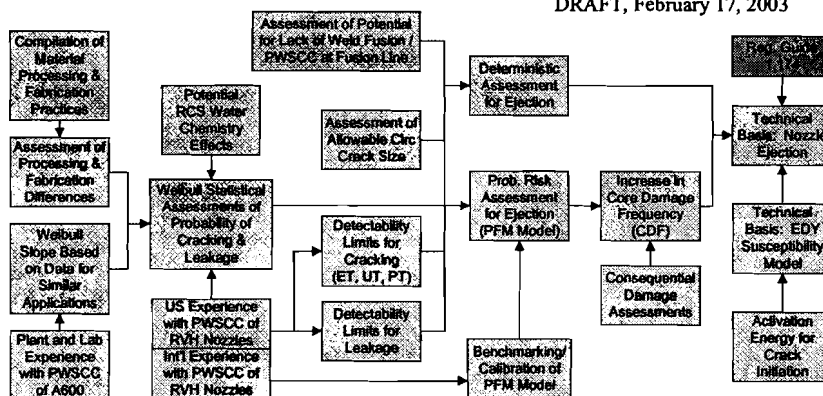 DRAFT, February 17, 2003
Compilation of
Material
Processing &
Fabrication
Practices
Assessment of
Processing &
Fabrication
Differences
Weibull
Slope Based
on Data for
Similar
Applications
Plant and Lab
Experience
with PWSCC
of A600
Potential
RCS Water
Chemistry
Effects
Weibull Statistical
Assessments of
Probability of
Cracking &
Leakage
US Experience
with PWSCC of
RVH Nozzles
Int'l Experience
with PWSCC of
RVH Nozzles
Assessment of Potential
for Lack of Weld Fusion /
PWSCC at Fusion Line
Assessment of
Allowable Circ
Crack Size
Detectability
Limits for
Cracking
(ET, UT, PT)
Detectability
Limits for
Leakage
Deterministic
Assessment
for Ejection
Prob. Risk
Assessment
for Ejection
(PFM Model)
Benchmarking/
Calibration of
PFM Model
Increase in
Core Damage
Frequency
(CDF)
Consequential
Damage
Assessments
Reg. Guide
1.174
Technical
Basis: Nozzle
Ejection
Technical
Basis: EDY
Susceptibility
Model
Activation
Energy for
Crack
Initiation